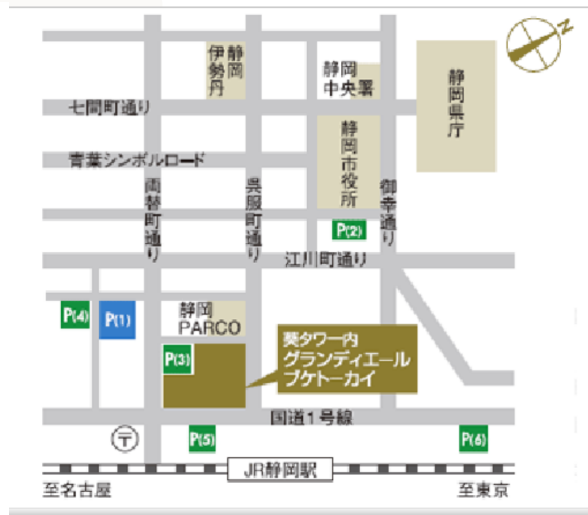 静岡
伊勢丹
静岡
中央署
静岡県庁
七間町通り
静岡市役所
青葉シンボルロード
両替町通り
呉服町通り
御幸通り
P(2)
江川町通り
P(4)
P(1)
静岡
PARCO
P(3)
葵タワー内
グランディエール
ブケトーカイ
国道1号線
〒
P(5)
P(6)
JR静岡駅
至名古屋
至東京